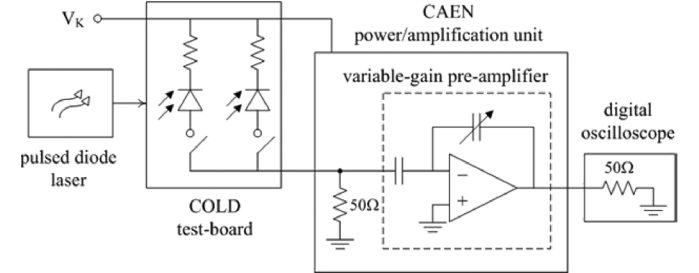 CAEN
power/amplification unit
V_K
variable-gain pre-amplifier
digital
oscilloscope
pulsed diode
laser
COLD
test-board
50Ω
−
+
50Ω